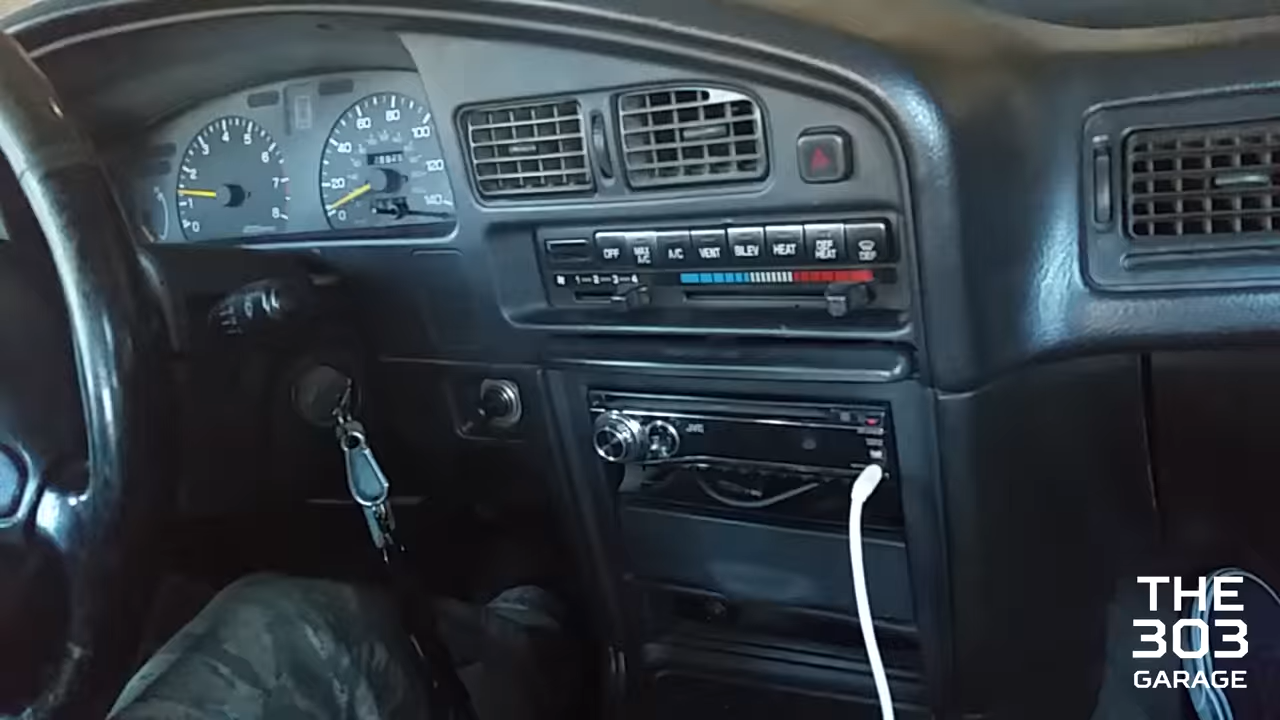 0
1
2
3
4
5
6
7
8
0
20
40
60
80
100
120
140
OFF
MAX A/C
A/C
VENT
BILEV
HEAT
DEF HEAT
DEF
1 2 3 4
JVC
THE
303
GARAGE